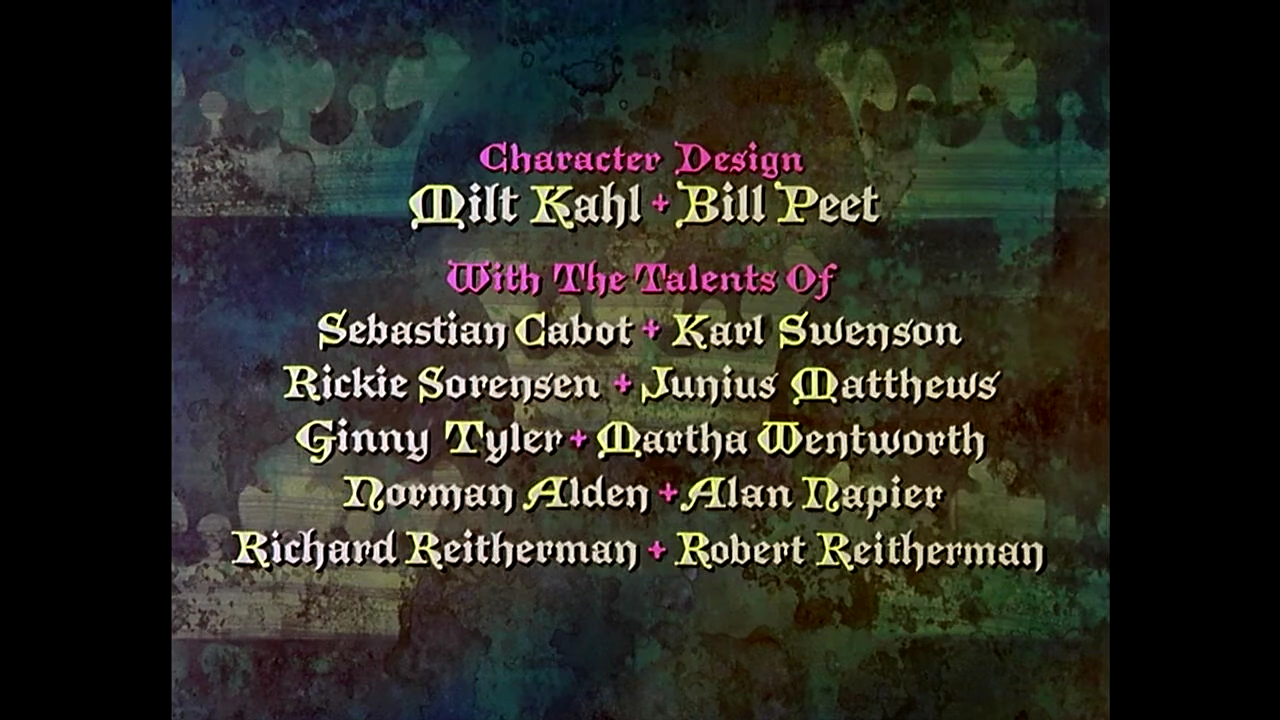 Character Design
Milt Kahl + Bill Peet
With The Talents Of
Sebastian Cabot + Karl Swenson
Rickie Sorensen + Junius Matthews
Ginny Tyler + Martha Wentworth
Norman Alden + Alan Napier
Richard Reitherman + Robert Reitherman